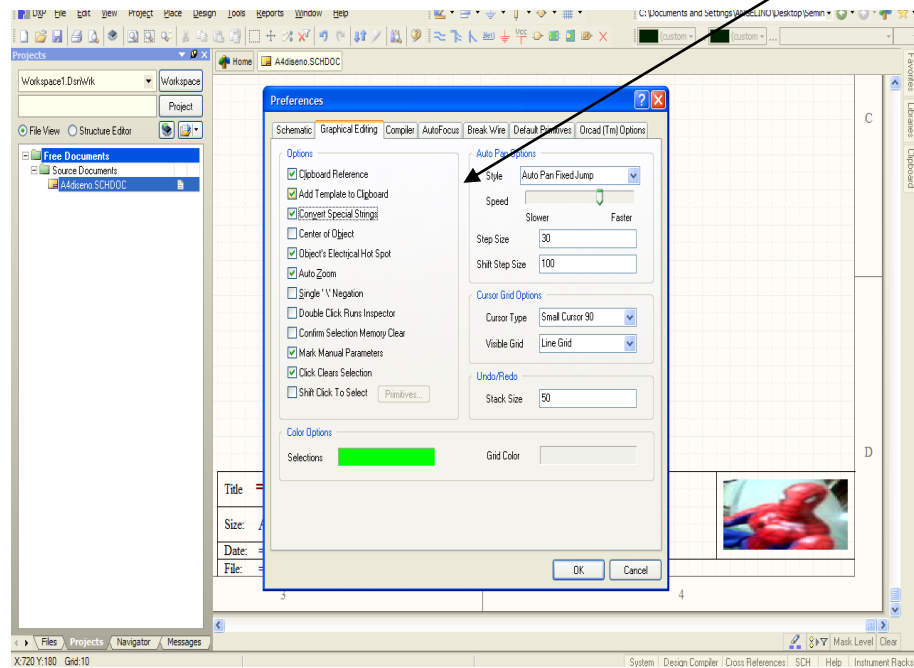 DXP File Edit View Project Place Design Tools Reports Window Help C:\Documents and Settings\ANGELINO\Desktop\Semin
(custom (custom ...
Projects
Home A4diseno.SCHDOC
Workspace1.DsnWrk Workspace
Project
File View Structure Editor
Free Documents
Source Documents
A4diseno.SCHDOC
Favorites
Libraries
Clipboard
C
Preferences
Schematic Graphical Editing Compiler AutoFocus Break Wire Default Primitives Orcad (Tm) Options
Options
Clipboard Reference
Add Template to Clipboard
Convert Special Strings
Center of Object
Object's Electrical Hot Spot
Auto Zoom
Single '\' Negation
Double Click Runs Inspector
Confirm Selection Memory Clear
Mark Manual Parameters
Click Clears Selection
Shift Click To Select Primitives...
Auto Pan Options
Style Auto Pan Fixed Jump
Speed
Slower Faster
Step Size 30
Shift Step Size 100
Cursor Grid Options
Cursor Type Small Cursor 90
Visible Grid Line Grid
Undo/Redo
Stack Size 50
Color Options
Selections Grid Color
OK Cancel
D
Title =
Size: A
Date: =
File: =
3 4
Files Projects Navigator Messages
Mask Level Clear
X:720 Y:180 Grid:10 System Design Compiler Cross References SCH Help Instrument Racks